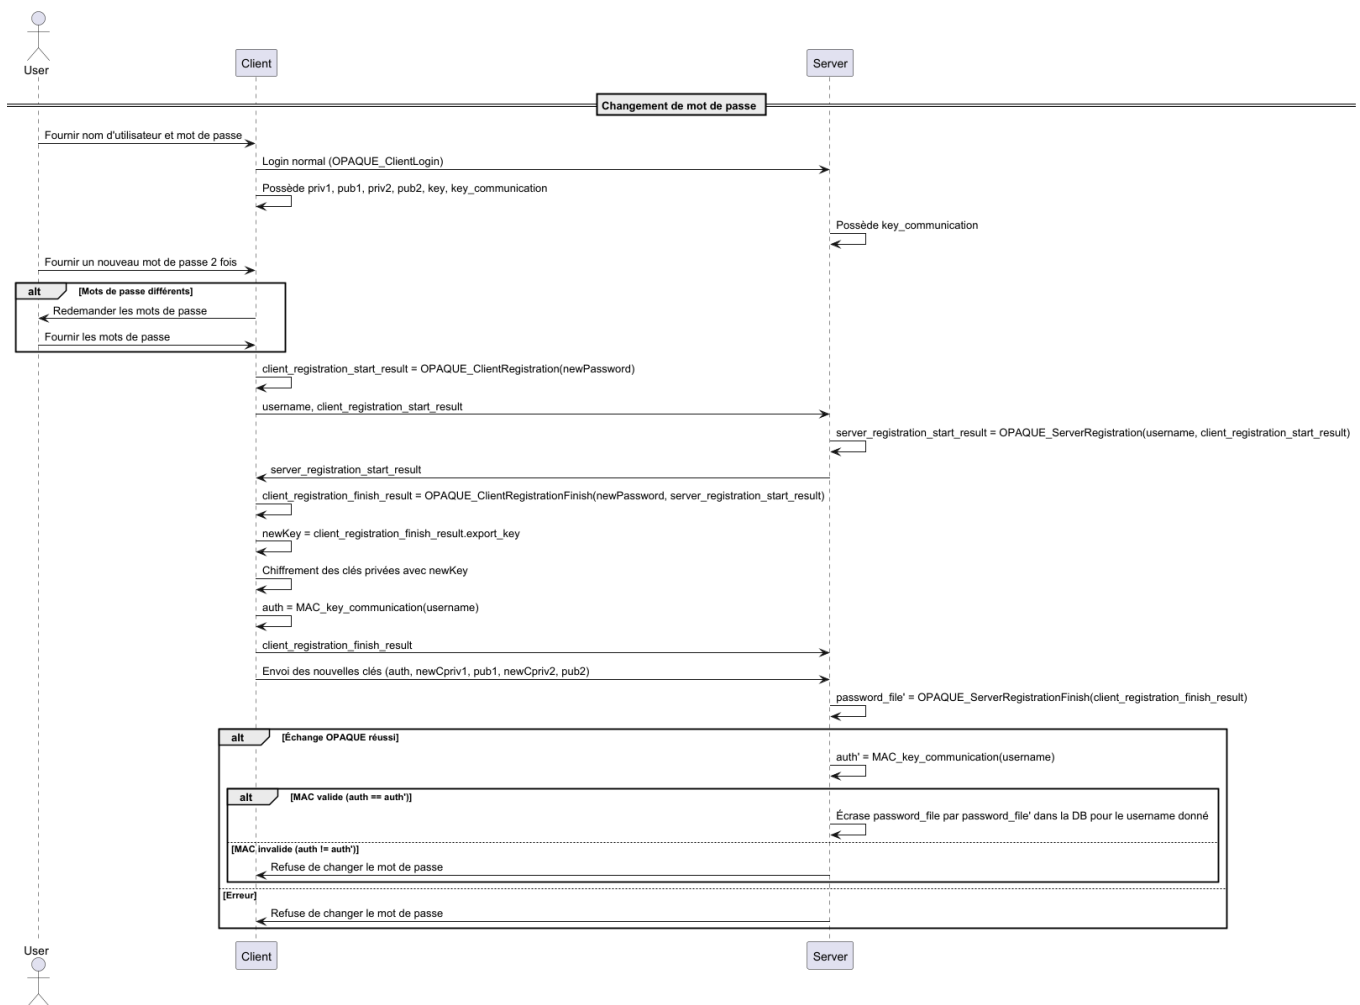 User
Client
Server
Changement de mot de passe
Fournir nom d'utilisateur et mot de passe
Login normal (OPAQUE_ClientLogin)
Possède priv1, pub1, priv2, pub2, key, key_communication
Possède key_communication
Fournir un nouveau mot de passe 2 fois
alt [Mots de passe différents]
Redemander les mots de passe
Fournir les mots de passe
client_registration_start_result = OPAQUE_ClientRegistration(newPassword)
username, client_registration_start_result
server_registration_start_result = OPAQUE_ServerRegistration(username, client_registration_start_result)
server_registration_start_result
client_registration_finish_result = OPAQUE_ClientRegistrationFinish(newPassword, server_registration_start_result)
newKey = client_registration_finish_result.export_key
Chiffrement des clés privées avec newKey
auth = MAC_key_communication(username)
client_registration_finish_result
Envoi des nouvelles clés (auth, newCpriv1, pub1, newCpriv2, pub2)
password_file' = OPAQUE_ServerRegistrationFinish(client_registration_finish_result)
alt [Échange OPAQUE réussi]
auth' = MAC_key_communication(username)
alt [MAC valide (auth == auth')]
Écrase password_file par password_file' dans la DB pour le username donné
[MAC invalide (auth != auth')]
Refuse de changer le mot de passe
[Erreur]
Refuse de changer le mot de passe
User
Client
Server